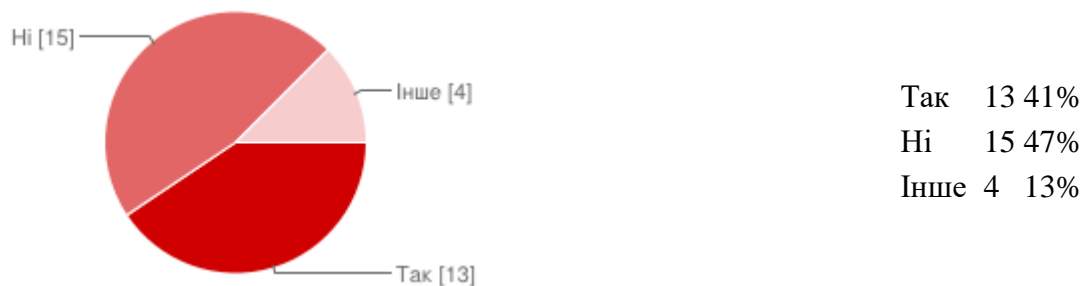 Ні [15]
Інше [4]
Так [13]
Так 13 41%
Ні 15 47%
Інше 4 13%